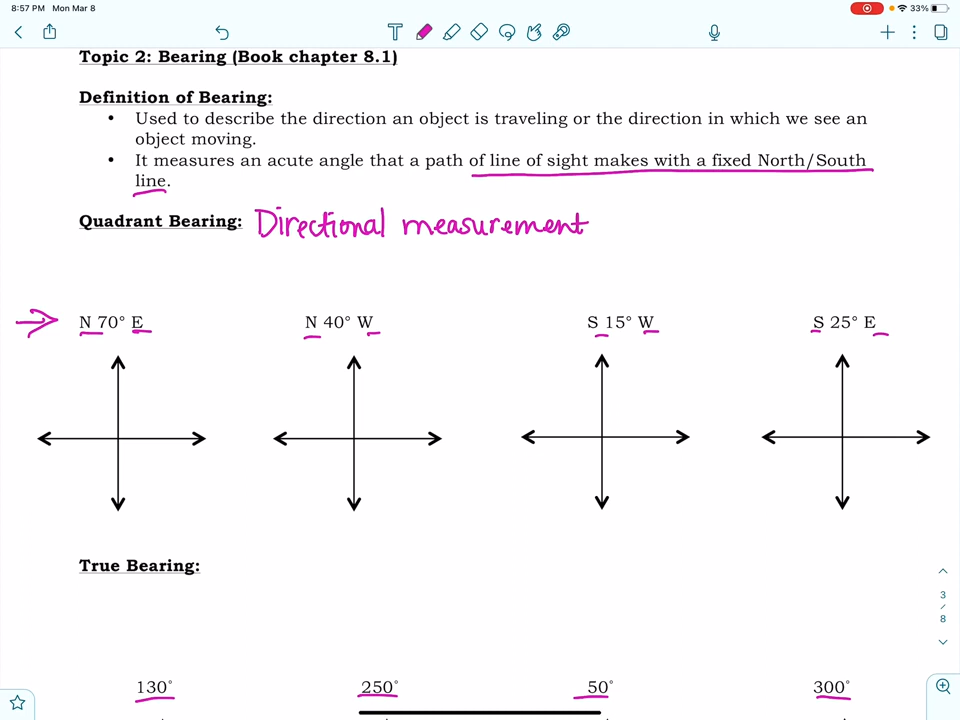 8:57 PM Mon Mar 8
33%
Topic 2: Bearing (Book chapter 8.1)
Definition of Bearing:
• Used to describe the direction an object is traveling or the direction in which we see an
object moving.
• It measures an acute angle that a path of line of sight makes with a fixed North/South
line.
Quadrant Bearing: Directional measurement
N 70° E N 40° W S 15° W S 25° E
True Bearing:
3
/
8
130° 250° 50° 300°